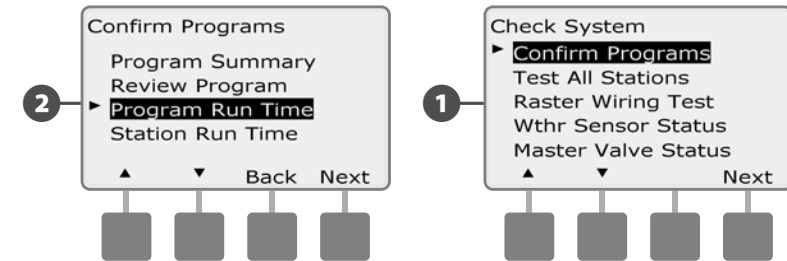 Confirm Programs
Program Summary
Review Program
► Program Run Time
Station Run Time
▲ ▼ Back Next
2
Check System
► Confirm Programs
Test All Stations
Raster Wiring Test
Wthr Sensor Status
Master Valve Status
▲ ▼ Next
1